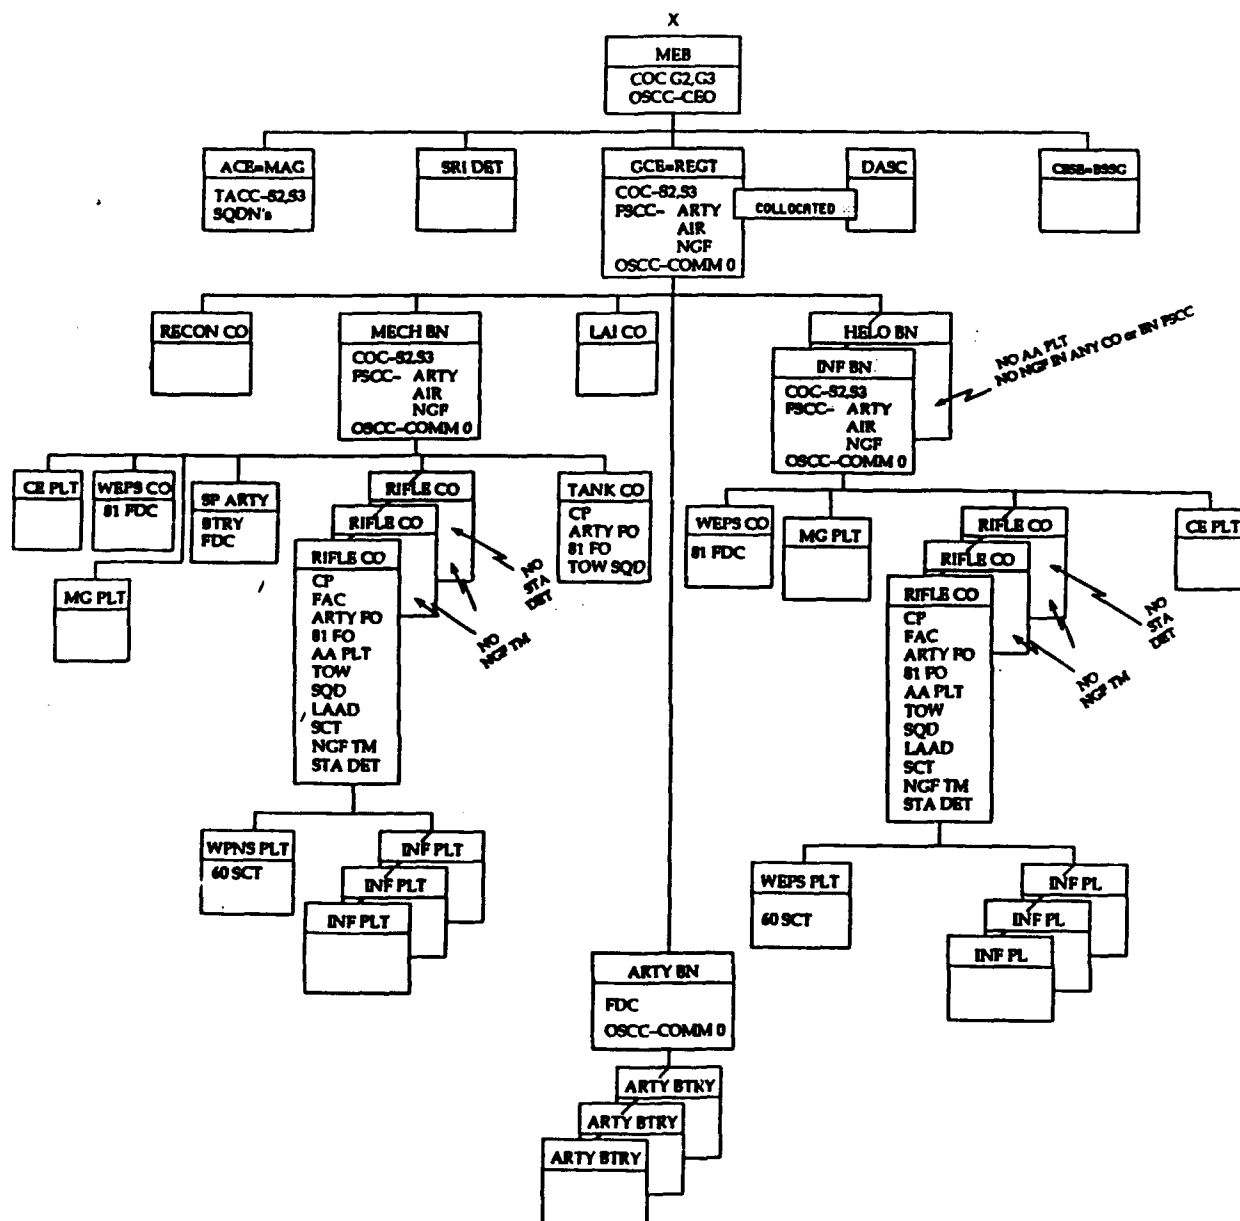 X
MEB
COC G2,G3
OSCC-CEO
ACE=MAG
TACC-S2,S3
SQDN's
SRI DET
GCE=REGT
COC-S2,S3
FSCC- ARTY
AIR
NGF
OSCC-COMM 0
COLLOCATED
DASC
CSSE=BSSG
RECON CO
MECH BN
COC-S2,S3
FSCC- ARTY
AIR
NGF
OSCC-COMM 0
LAI CO
HELO BN
INF BN
COC-S2,S3
FSCC- ARTY
AIR
NGF
OSCC-COMM 0
NO AA PLT
NO NGF IN ANY CO or BN FSCC
CE PLT
WEPS CO
81 FDC
SP ARTY
BTRY
FDC
MG PLT
RIFLE CO
RIFLE CO
RIFLE CO
CP
FAC
ARTY FO
81 FO
AA PLT
TOW
SQD
LAAD
SCT
NGF TM
STA DET
NO
STA
DET
NO
NGF TM
TANK CO
CP
ARTY FO
81 FO
TOW SQD
WPNS PLT
60 SCT
INF PLT
INF PLT
INF PLT
WEPS CO
81 FDC
MG PLT
RIFLE CO
RIFLE CO
RIFLE CO
CP
FAC
ARTY FO
81 FO
AA PLT
TOW
SQD
LAAD
SCT
NGF TM
STA DET
NO
STA
DET
NO
NGF TM
CE PLT
WEPS PLT
60 SCT
INF PL
INF PL
INF PL
ARTY BN
FDC
OSCC-COMM 0
ARTY BTRY
ARTY BTRY
ARTY BTRY